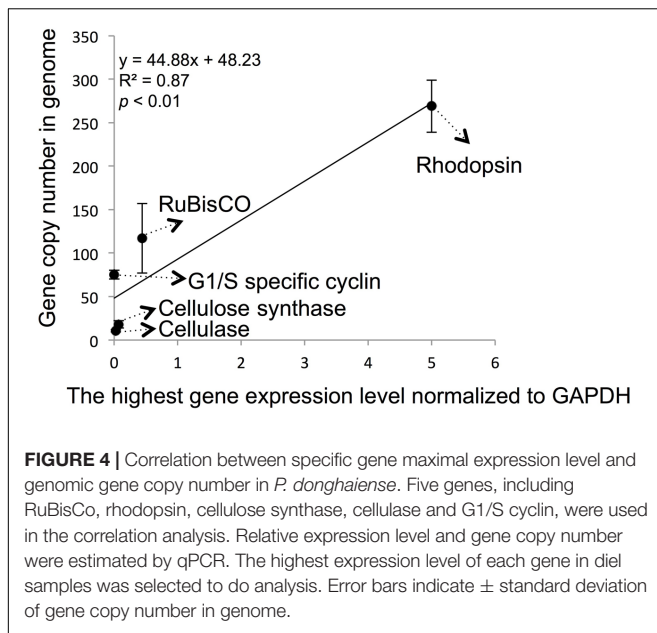 y = 44.88x + 48.23
R² = 0.87
p < 0.01
Gene copy number in genome
350
300
250
200
150
100
50
0
Rhodopsin
RuBisCO
G1/S specific cyclin
Cellulose synthase
Cellulase
0 1 2 3 4 5 6
The highest gene expression level normalized to GAPDH
FIGURE 4 | Correlation between specific gene maximal expression level and
genomic gene copy number in P. donghaiense. Five genes, including
RuBisCo, rhodopsin, cellulose synthase, cellulase and G1/S cyclin, were used
in the correlation analysis. Relative expression level and gene copy number
were estimated by qPCR. The highest expression level of each gene in diel
samples was selected to do analysis. Error bars indicate ± standard deviation
of gene copy number in genome.